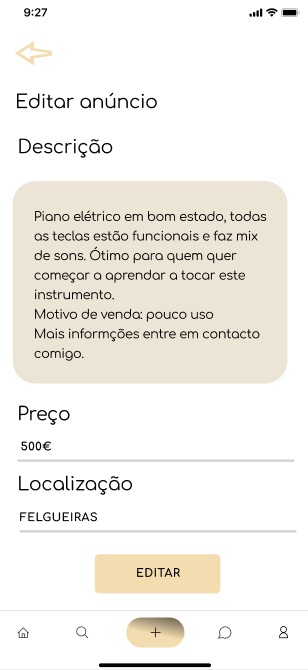 9:27
Editar anúncio
Descrição
Piano elétrico em bom estado, todas
as teclas estão funcionais e faz mix
de sons. Ótimo para quem quer
começar a aprendar a tocar este
instrumento.
Motivo de venda: pouco uso
Mais informções entre em contacto
comigo.
Preço
500€
Localização
FELGUEIRAS
EDITAR